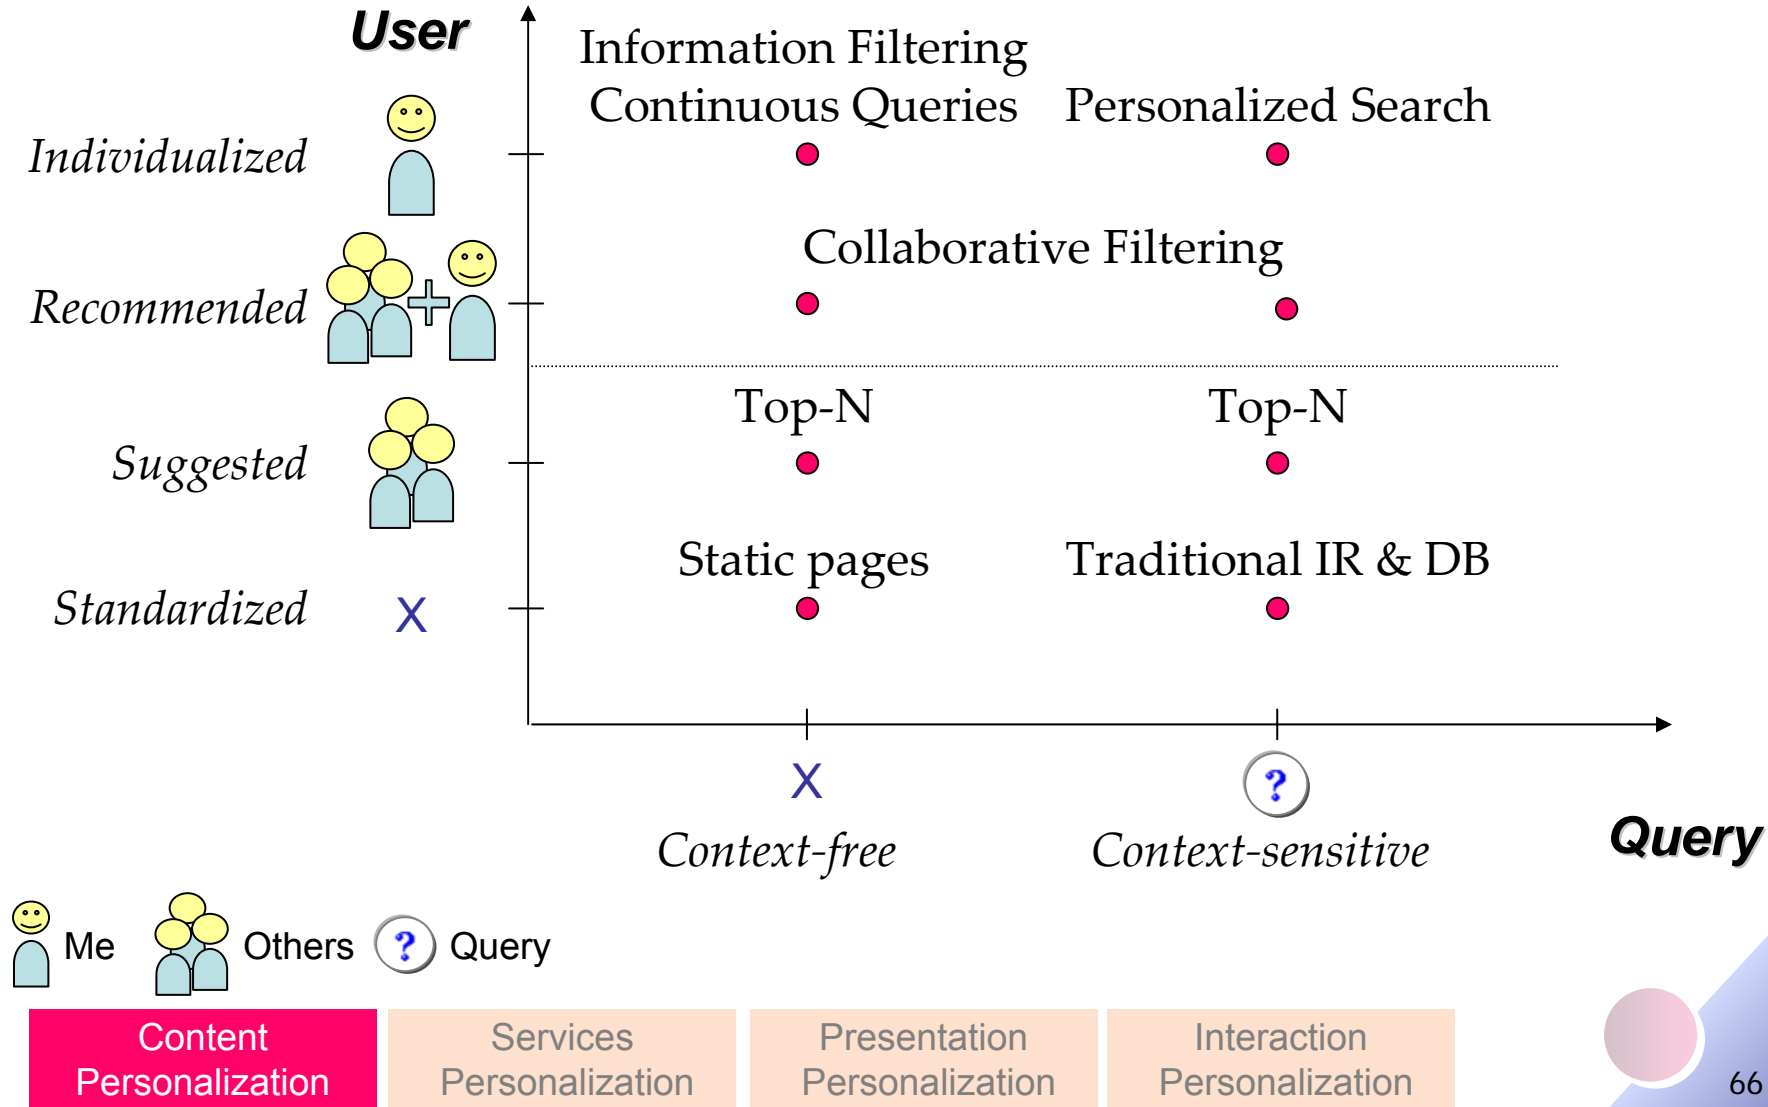 User
Information Filtering
Continuous Queries
Personalized Search
Individualized
Collaborative Filtering
Recommended
Top-N
Top-N
Suggested
Static pages
Traditional IR & DB
Standardized
X
X
?
Context-free
Context-sensitive
Query
Me
Others
?
Query
Content
Personalization
Services
Personalization
Presentation
Personalization
Interaction
Personalization
66